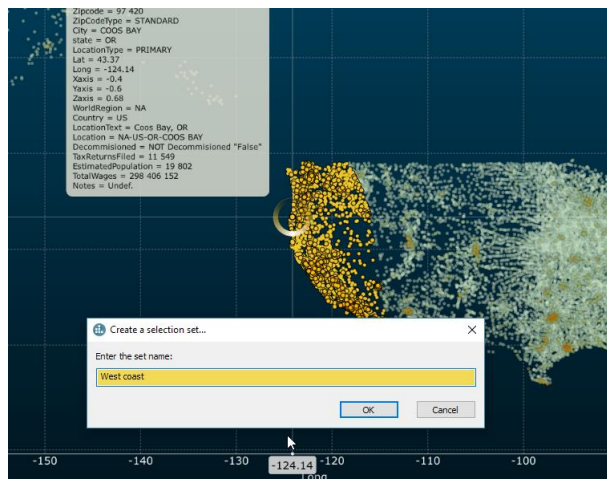 Zipcode = 97 420
ZipCodeType = STANDARD
City = COOS BAY
state = OR
LocationType = PRIMARY
Lat = 43.37
Long = -124.14
Xaxis = -0.4
Yaxis = -0.6
Zaxis = 0.68
WorldRegion = NA
Country = US
LocationText = Coos Bay, OR
Location = NA-US-OR-COOS BAY
Decommisioned = NOT Decommisioned "False"
TaxReturnsFiled = 11 549
EstimatedPopulation = 19 802
TotalWages = 298 406 152
Notes = Undef.
Create a selection set...
Enter the set name:
West coast
OK Cancel
-150 -140 -130 -124.14 -120 -110 -100
Long